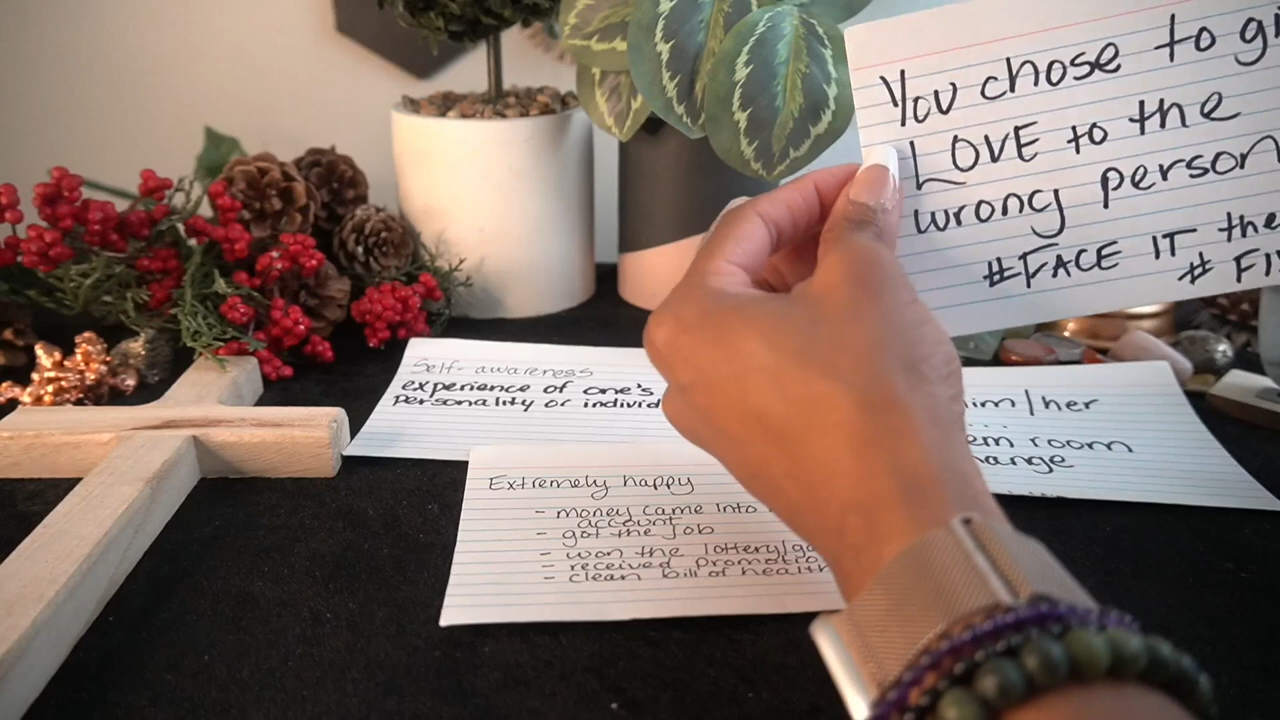 You chose to gi
LOVE to the
wrong person
#FACE IT the
# FI
Self-awareness
experience of one's
personality or individ
Extremely happy
- money came into
account
- got the job
- won the lottery/ga
- received promotio
- clean bill of health
him/her
...
em room
hange